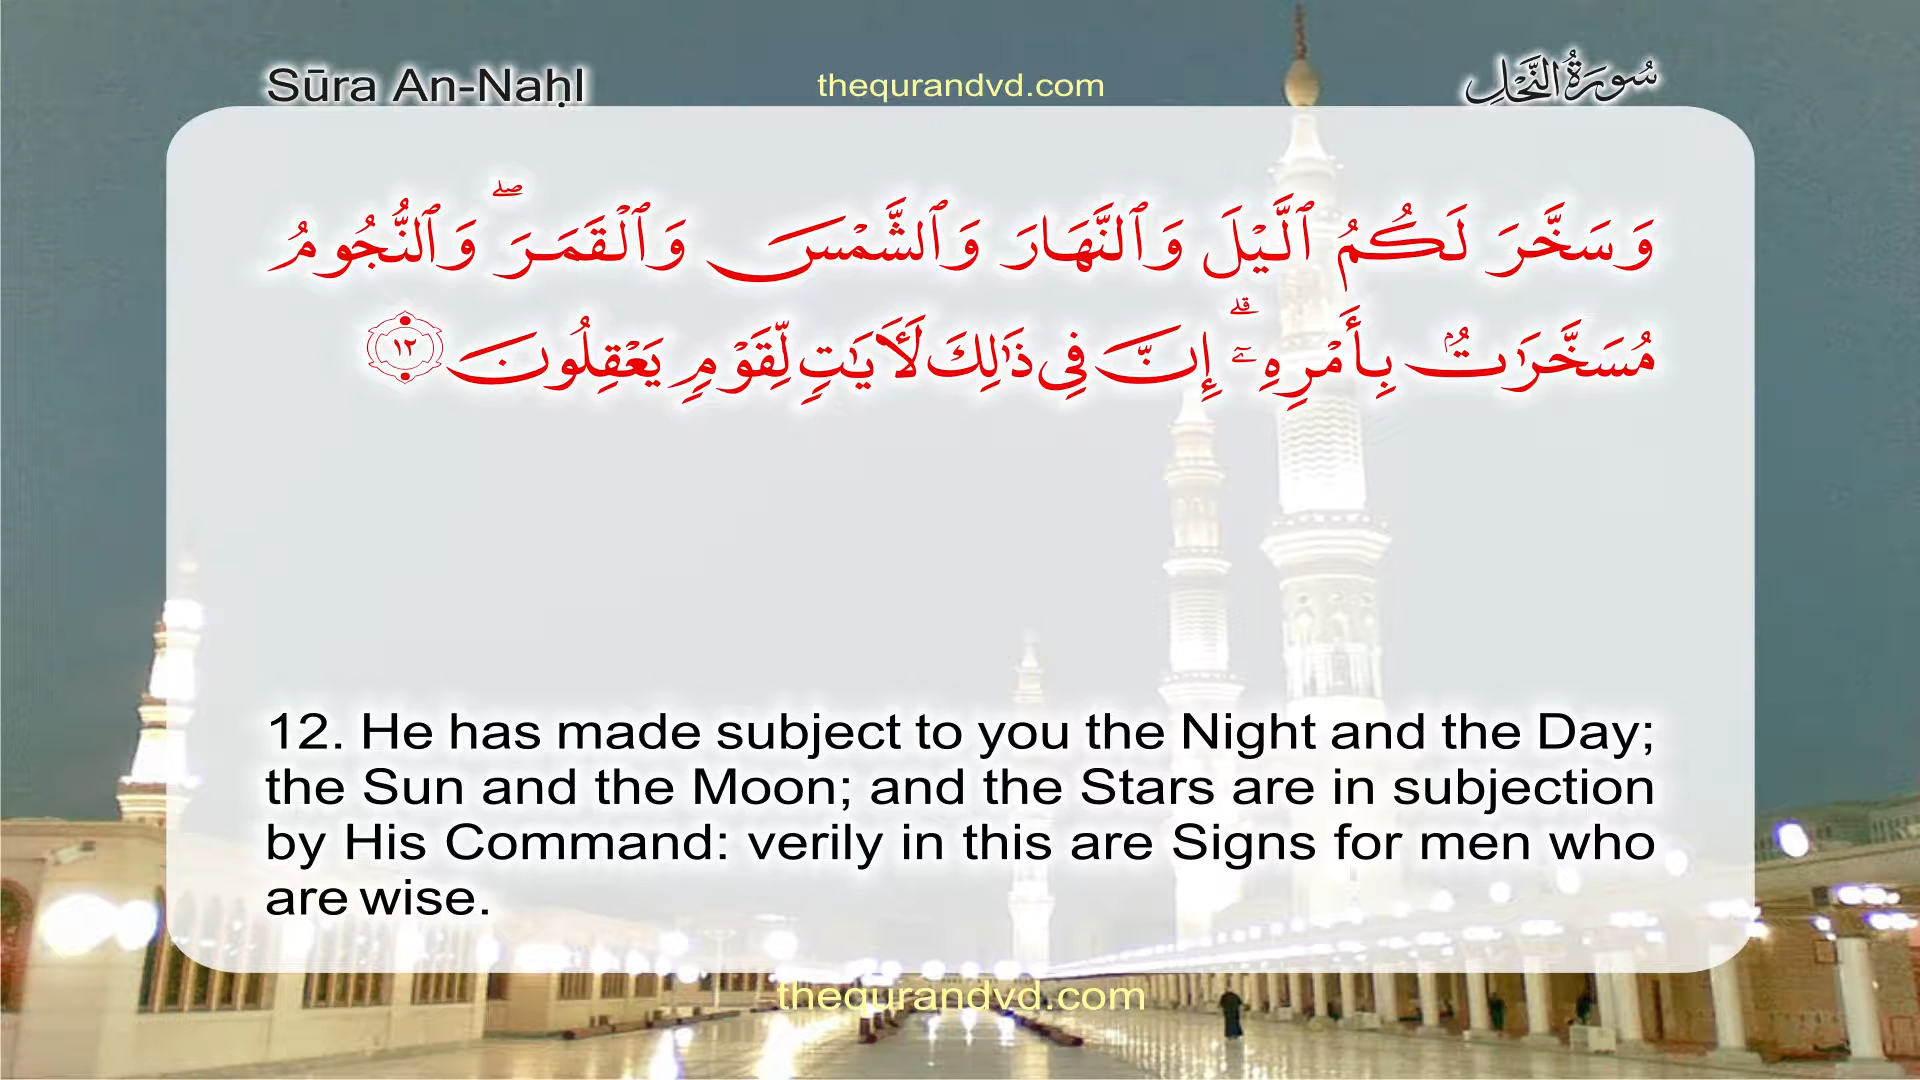 Sūra An-Naḥl
thequrandvd.com
سُورَةُ النَّحْلِ
وَسَخَّرَ لَكُمُ ٱلَّيْلَ وَٱلنَّهَارَ وَٱلشَّمْسَ وَٱلْقَمَرَ ۖ وَٱلنُّجُومُ
مُسَخَّرَٰتٌۢ بِأَمْرِهِۦٓ ۗ إِنَّ فِى ذَٰلِكَ لَـَٔايَـٰتٍ لِّقَوْمٍ يَعْقِلُونَ ١٢
12. He has made subject to you the Night and the Day;
the Sun and the Moon; and the Stars are in subjection
by His Command: verily in this are Signs for men who
are wise.
thequrandvd.com